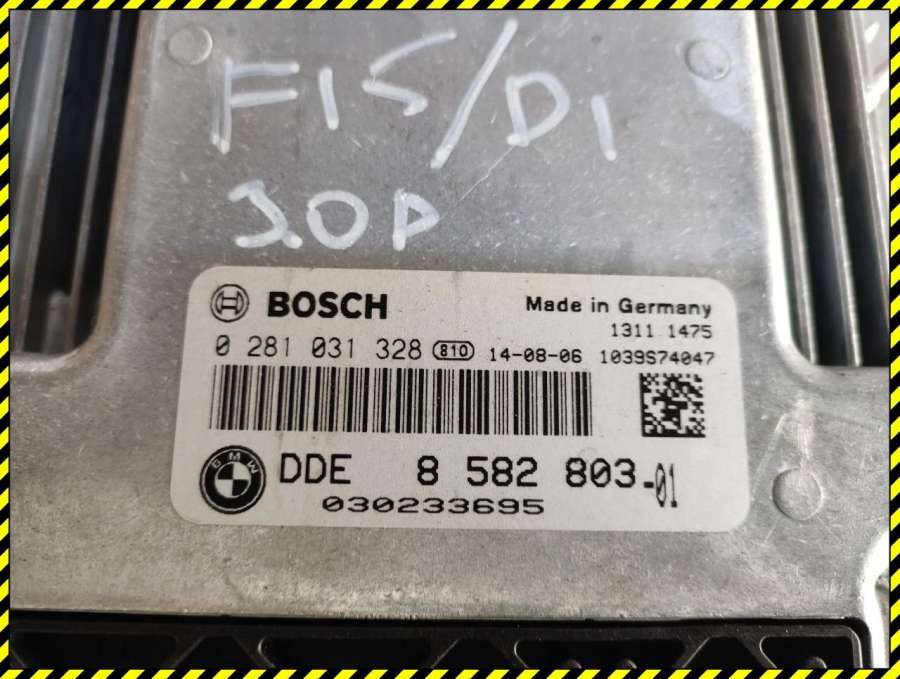 F15/D1
3.0D
BOSCH
Made in Germany
1311 1475
0 281 031 328 810 14-08-06 1039S74047
BMW
DDE 8 582 803-01
030233695